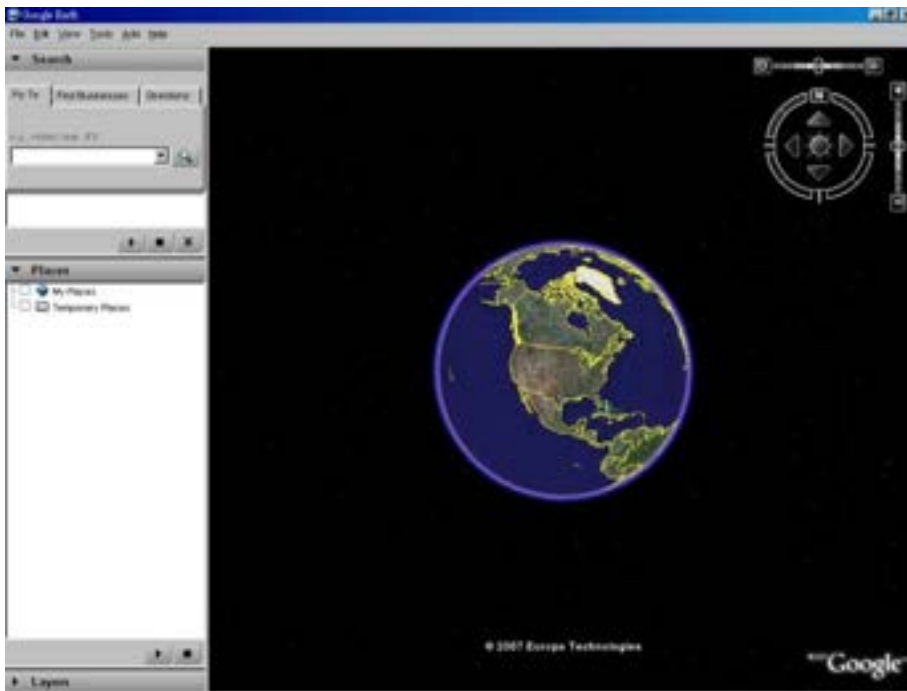 Google Earth
File Edit View Tools Add Help
Search
Fly To Find Businesses Directions
Places
My Places
Temporary Places
Layers
N
© 2007 Europa Technologies
Google